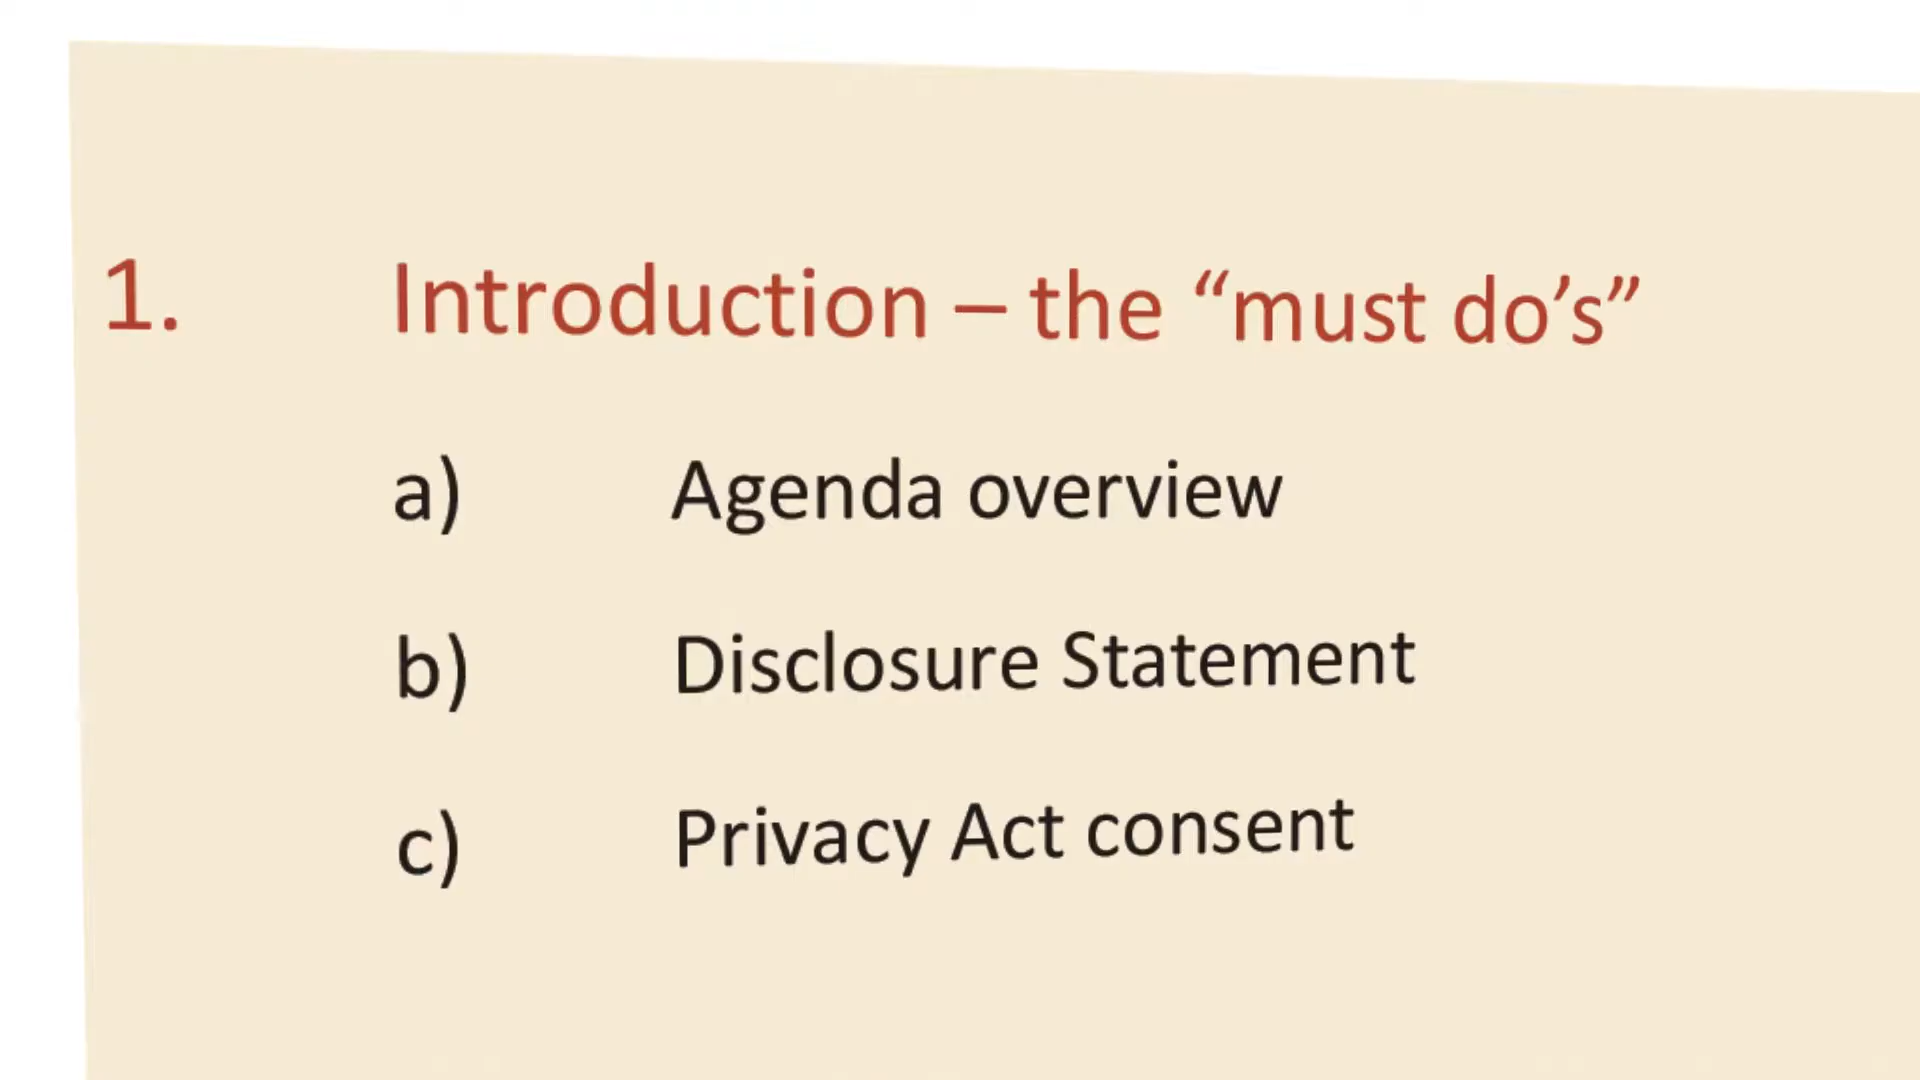 1. Introduction – the “must do’s”
a) Agenda overview
b) Disclosure Statement
c) Privacy Act consent